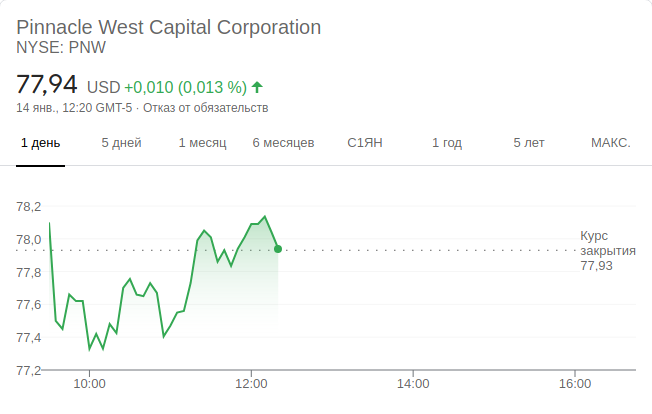 Pinnacle West Capital Corporation
NYSE: PNW
77,94 USD +0,010 (0,013 %)
14 янв., 12:20 GMT-5 · Отказ от обязательств
1 день 5 дней 1 месяц 6 месяцев С1ЯН 1 год 5 лет МАКС.
78,2
78,0
77,8
77,6
77,4
77,2
Курс
закрытия
77,93
10:00 12:00 14:00 16:00